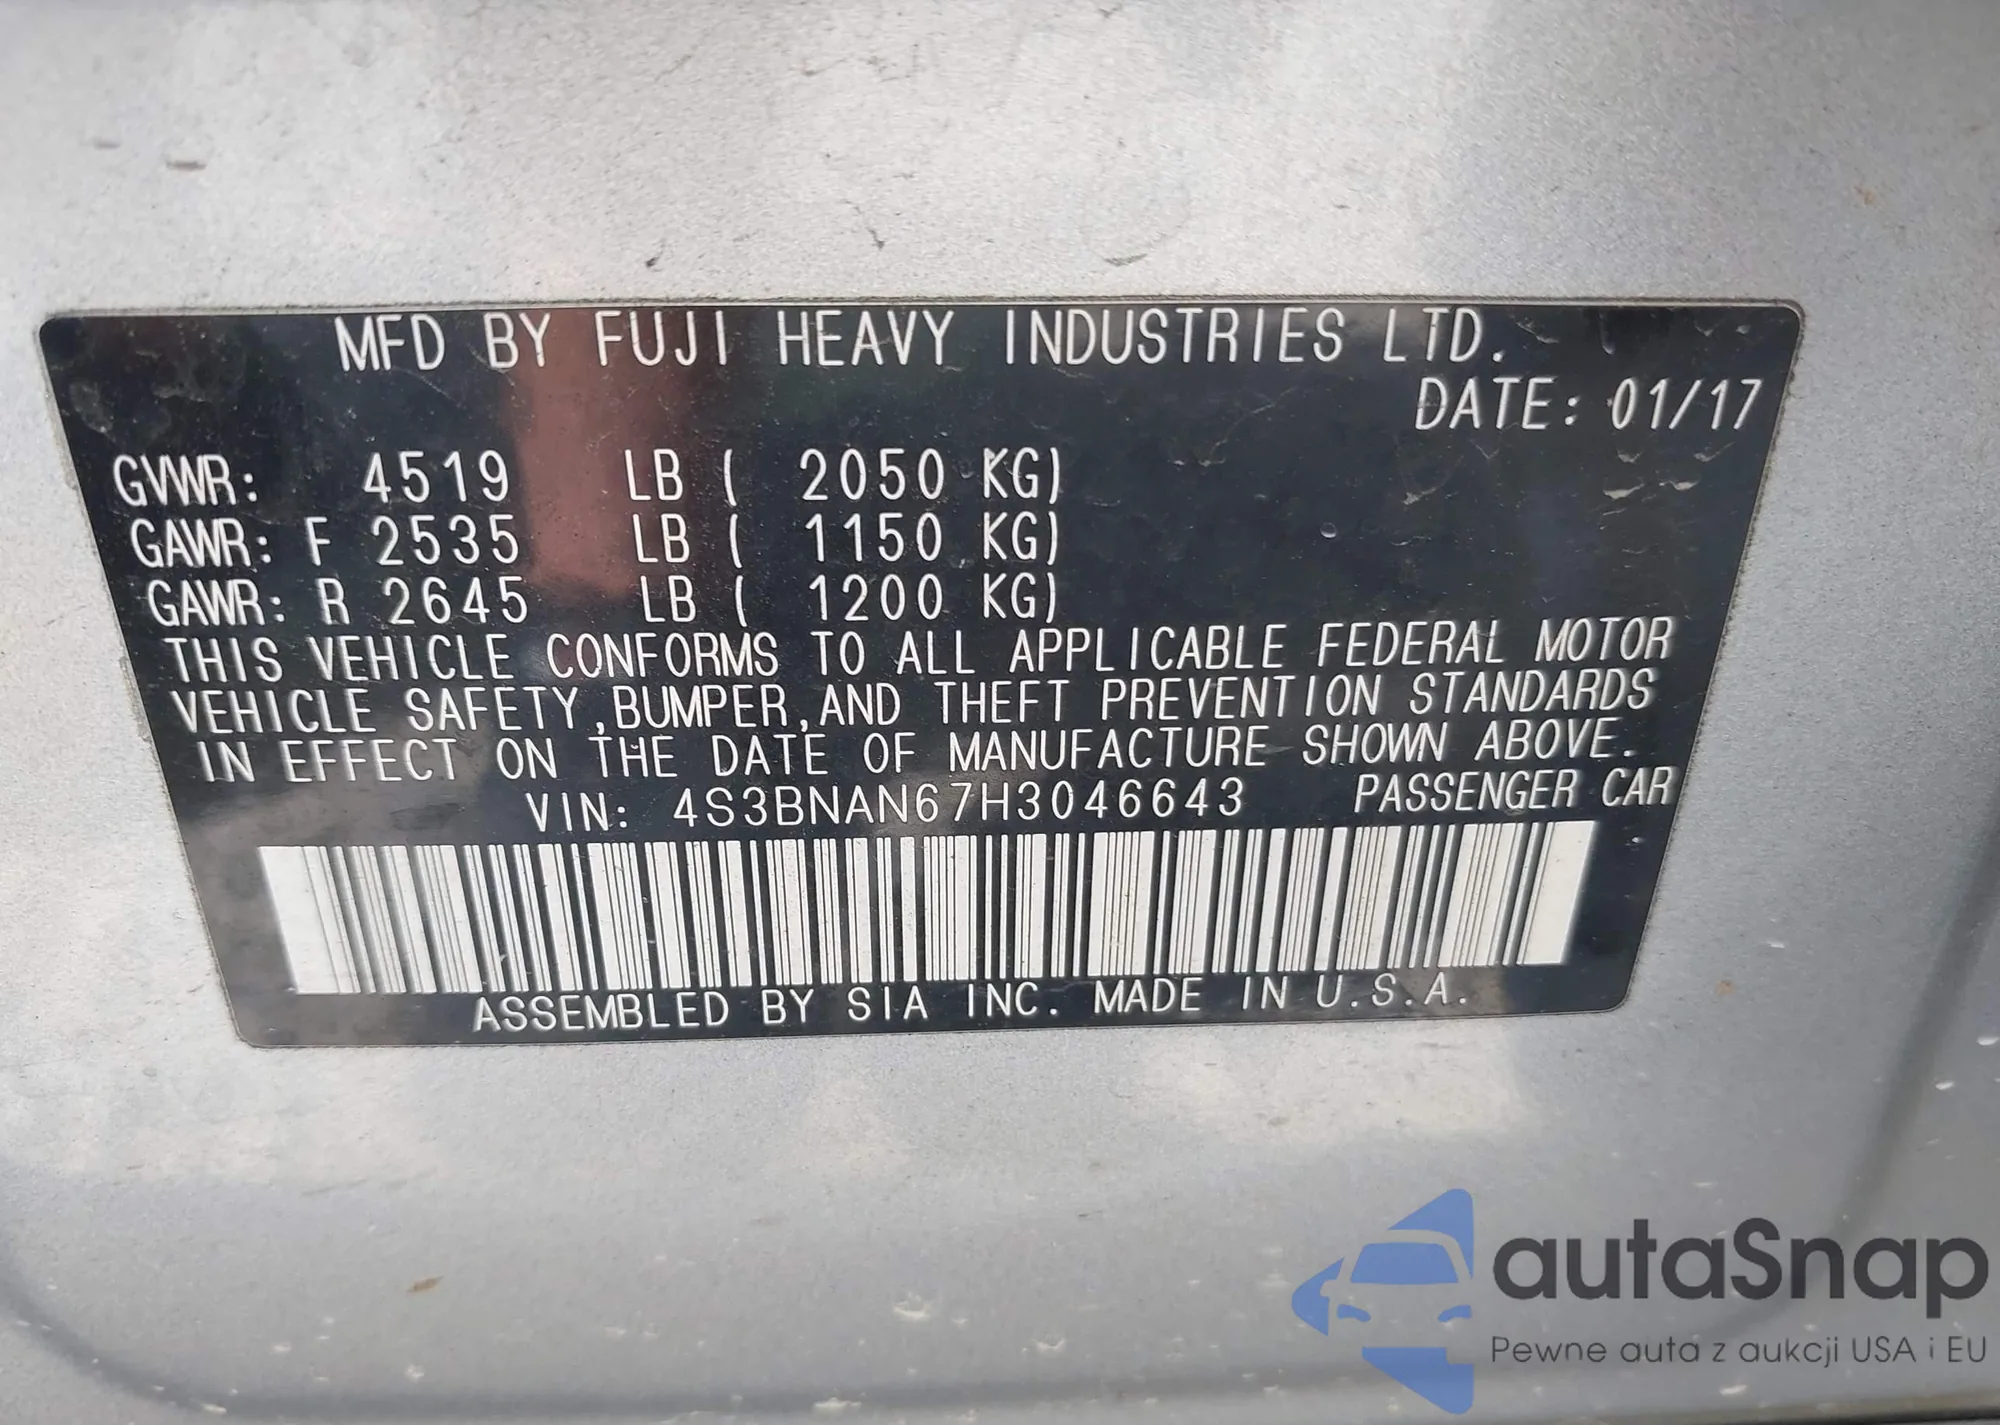 MFD BY FUJI HEAVY INDUSTRIES LTD.
DATE: 01/17
GVWR: 4519 LB ( 2050 KG)
GAWR: F 2535 LB ( 1150 KG)
GAWR: R 2645 LB ( 1200 KG)
THIS VEHICLE CONFORMS TO ALL APPLICABLE FEDERAL MOTOR
VEHICLE SAFETY,BUMPER,AND THEFT PREVENTION STANDARDS
IN EFFECT ON THE DATE OF MANUFACTURE SHOWN ABOVE.
VIN: 4S3BNAN67H3046643 PASSENGER CAR
ASSEMBLED BY SIA INC. MADE IN U.S.A.
autaSnap
Pewne auta z aukcji USA i EU